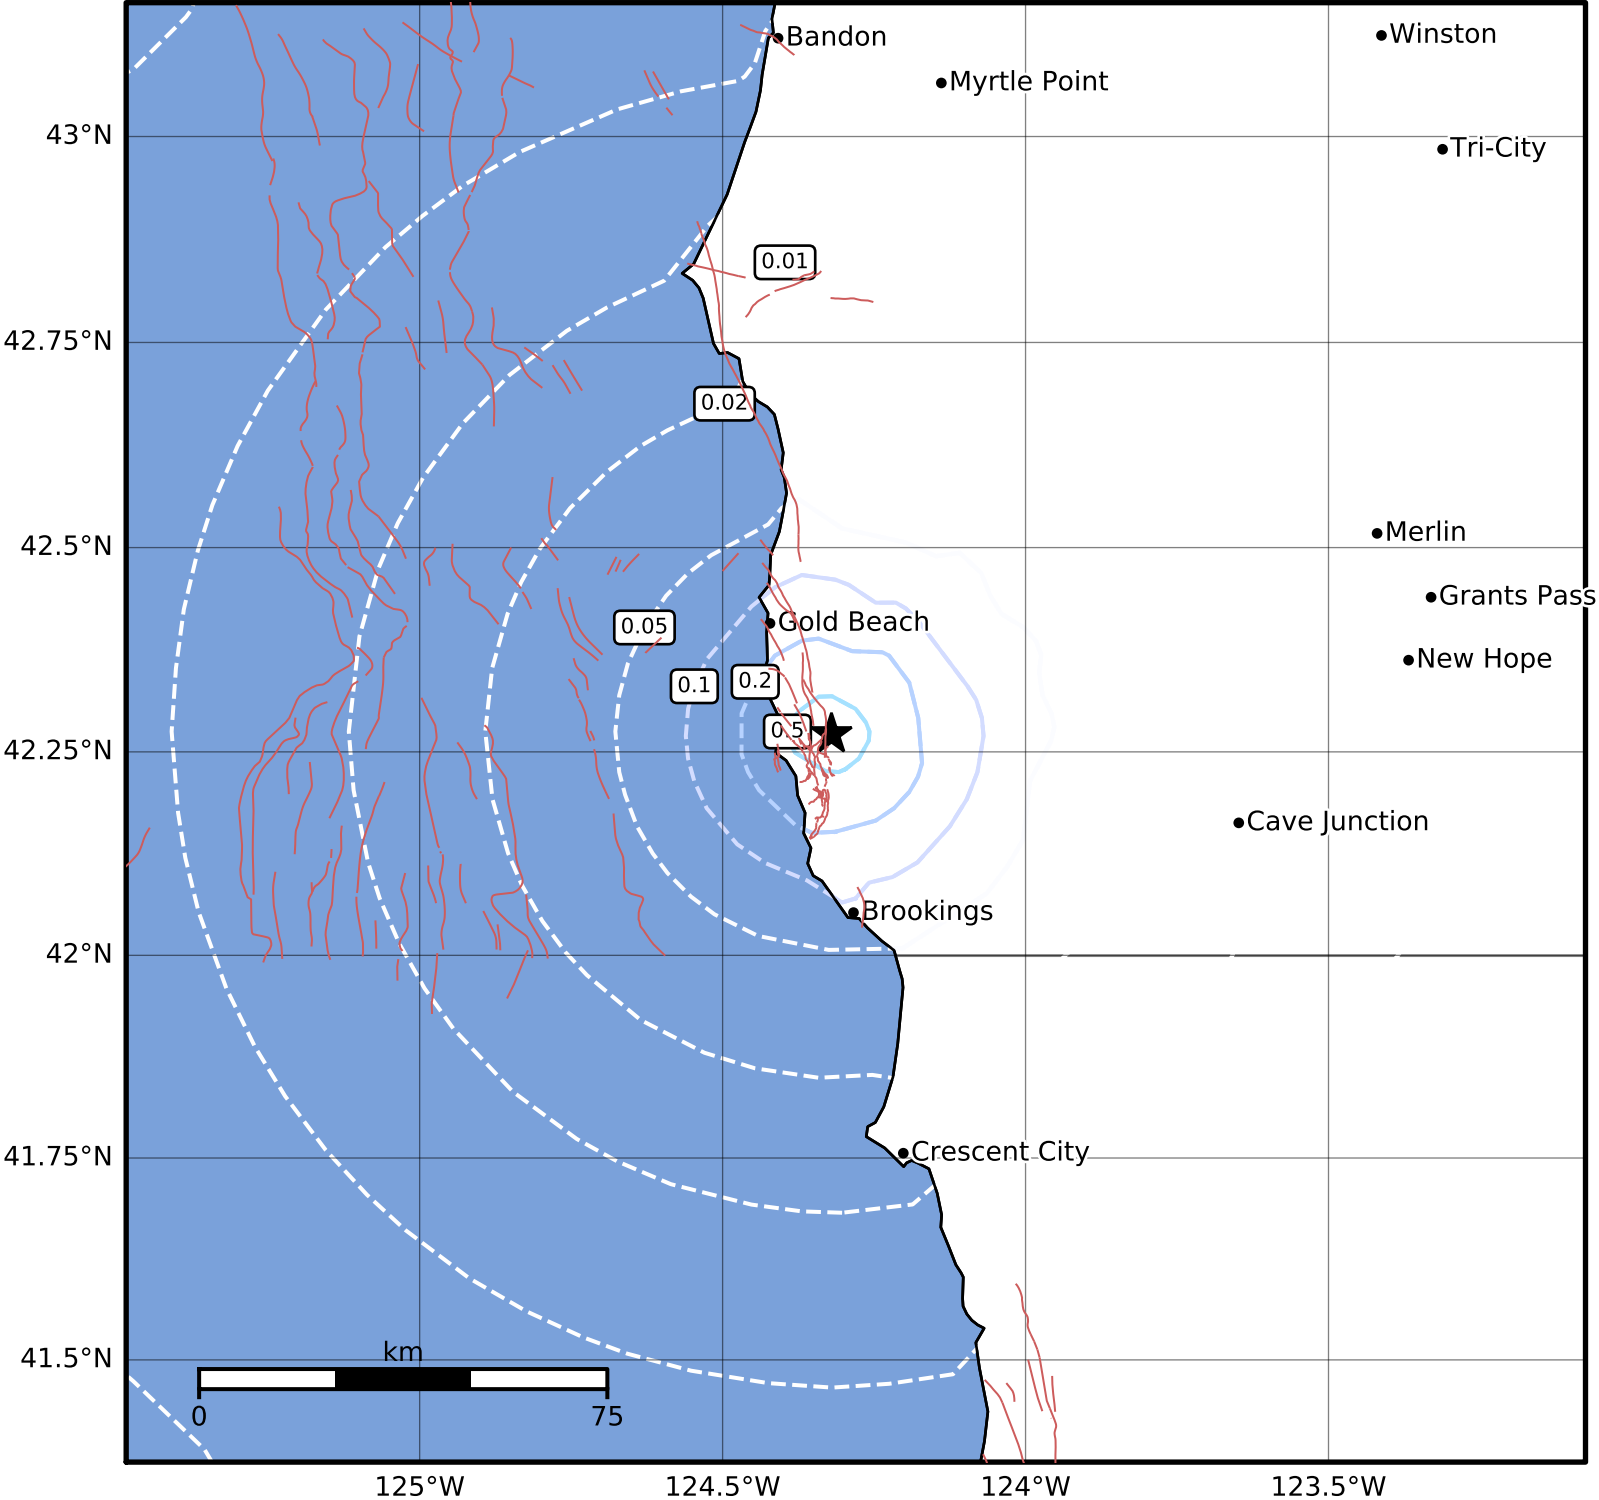 Bandon
Winston
Myrtle Point
43°N
Tri-City
0.01
42.75°N
0.02
42.5°N
Merlin
Grants Pass
0.05
Gold Beach
New Hope
0.1
0.2
0.5
42.25°N
Cave Junction
Brookings
42°N
41.75°N
Crescent City
41.5°N
km
0
75
125°W
124.5°W
124°W
123.5°W